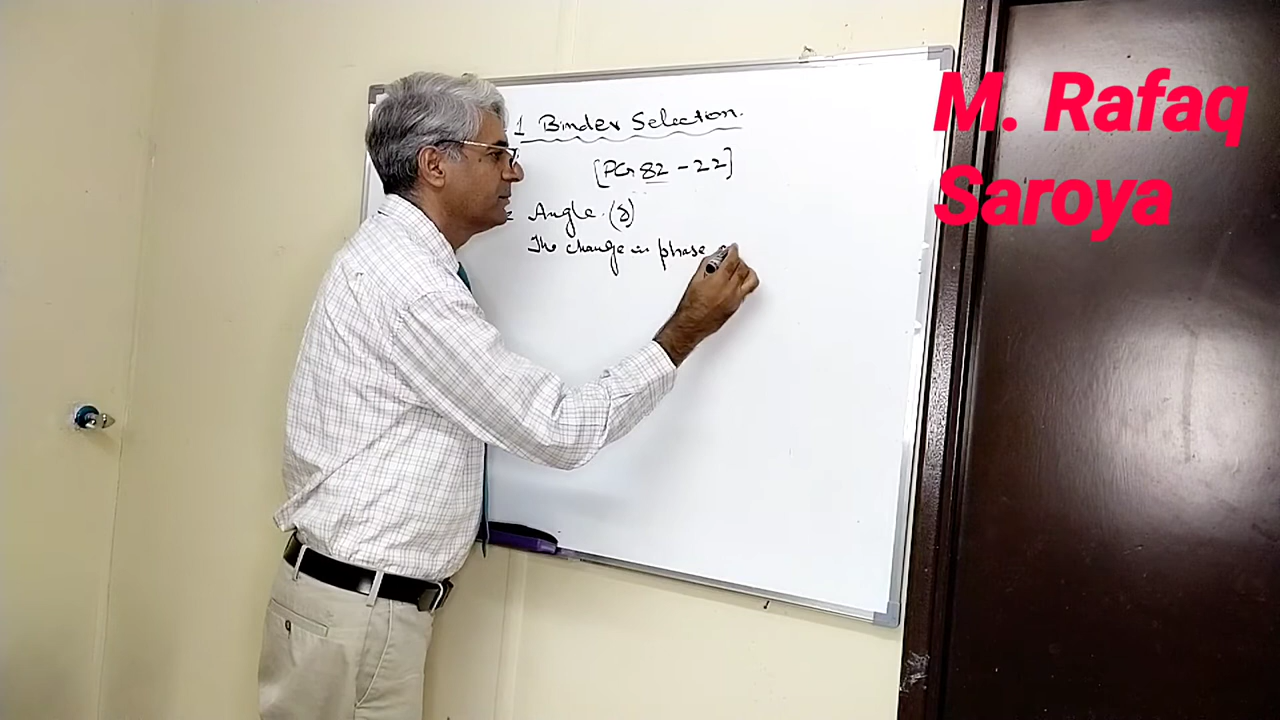 M. Rafaq
Saroya
1 Binder Selection.
[PG 82-22]
Angle. (δ)
The change in phase